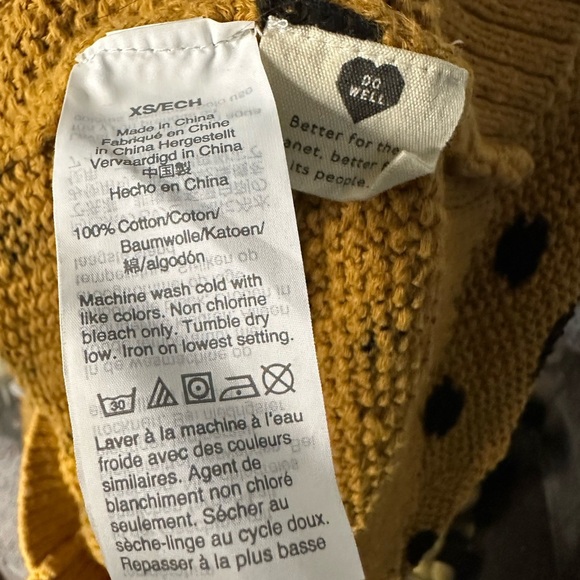 XS/ECH
Made in China
Fabriqué en Chine
in China Hergestellt
Vervaardigd in China
中国製
Hecho en China
100% Cotton/Coton/
Baumwolle/Katoen/
綿/algodón
Machine wash cold with
like colors. Non chlorine
bleach only. Tumble dry
low. Iron on lowest setting.
30
Laver à la machine à l'eau
froide avec des couleurs
similaires. Agent de
blanchiment non chloré
seulement. Sécher au
sèche-linge au cycle doux.
Repasser à la plus basse
DO
WELL
Better for the
anet, better f
its people.